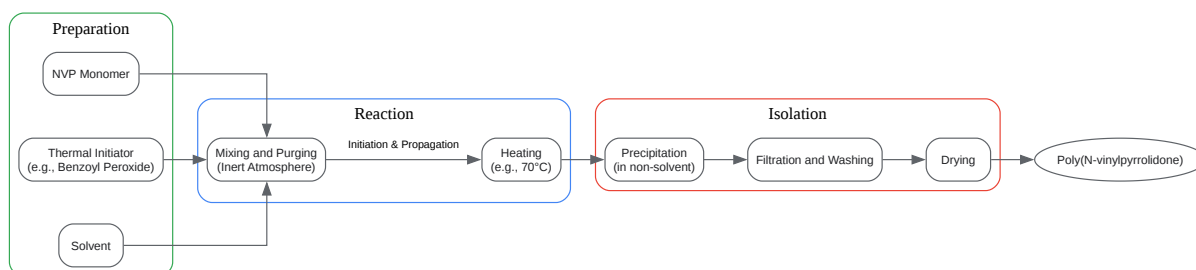 Preparation
NVP Monomer
Thermal Initiator
(e.g., Benzoyl Peroxide)
Solvent
Reaction
Mixing and Purging
(Inert Atmosphere)
Initiation & Propagation
Heating
(e.g., 70°C)
Isolation
Precipitation
(in non-solvent)
Filtration and Washing
Drying
Poly(N-vinylpyrrolidone)